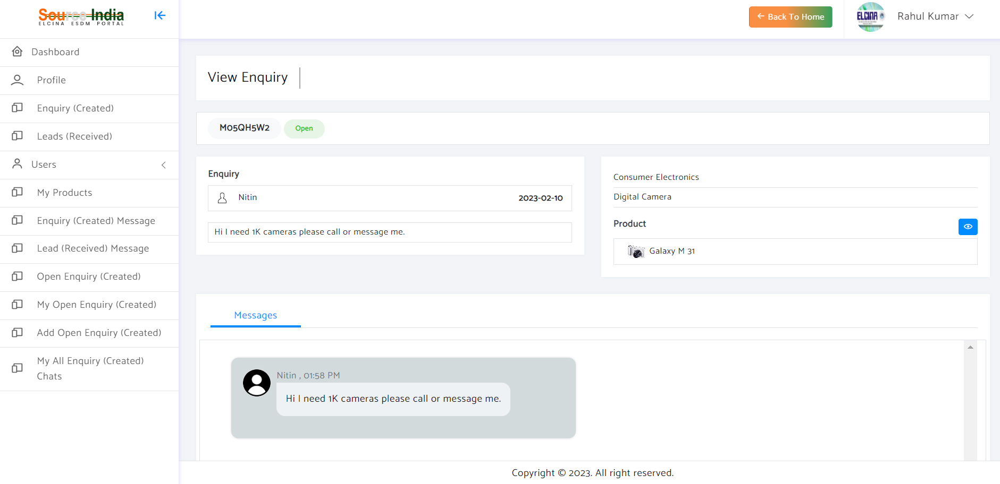 Source India
ELCINA ESDM PORTAL
← Back To Home
ELCINA
Rahul Kumar
Dashboard
Profile
Enquiry (Created)
Leads (Received)
Users
My Products
Enquiry (Created) Message
Lead (Received) Message
Open Enquiry (Created)
My Open Enquiry (Created)
Add Open Enquiry (Created)
My All Enquiry (Created)
Chats
View Enquiry
M05QH5W2
Open
Enquiry
Nitin
2023-02-10
Hi I need 1K cameras please call or message me.
Consumer Electronics
Digital Camera
Product
Galaxy M 31
Messages
Nitin , 01:58 PM
Hi I need 1K cameras please call or message me.
Copyright © 2023. All right reserved.